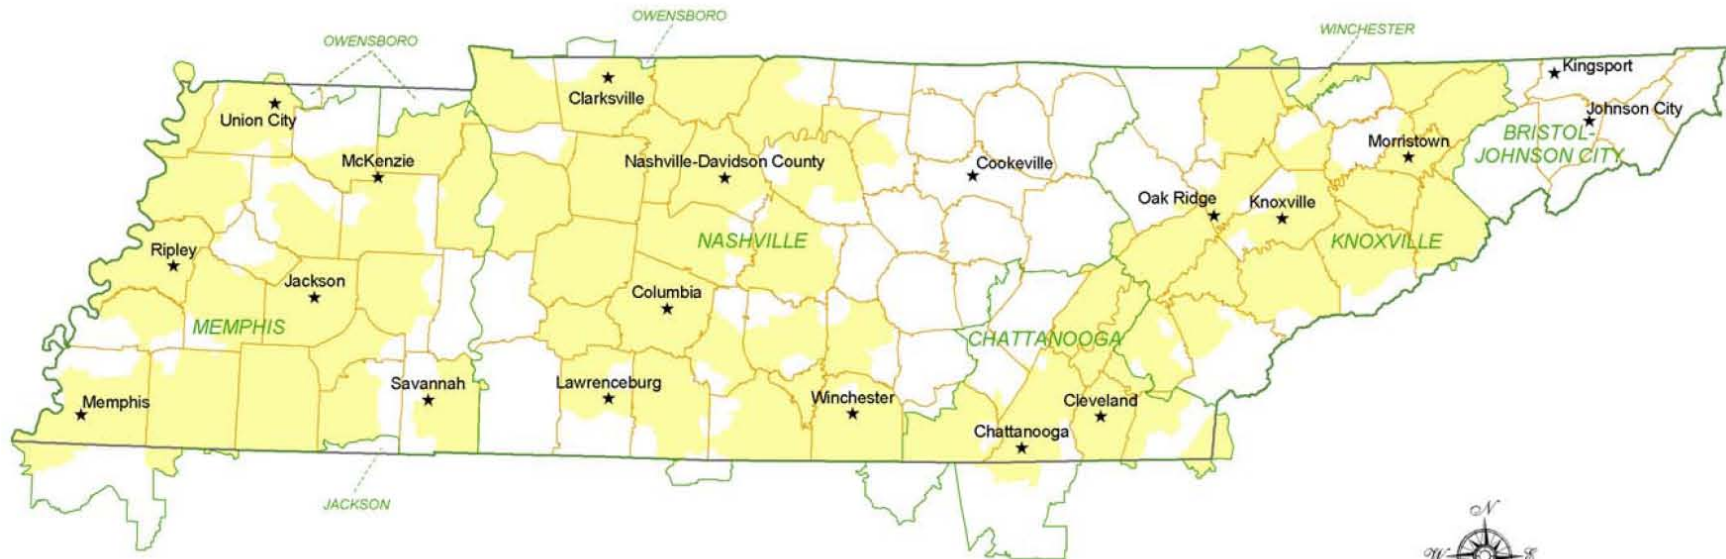 OWENSBORO
OWENSBORO
WINCHESTER
Kingsport
Clarksville
Union City
Johnson City
BRISTOL-
JOHNSON CITY
Morristown
McKenzie
Nashville-Davidson County
Cookeville
Oak Ridge
Knoxville
NASHVILLE
KNOXVILLE
Ripley
Jackson
Columbia
MEMPHIS
CHATTANOOGA
Savannah
Lawrenceburg
Winchester
Cleveland
Memphis
Chattanooga
JACKSON
N
W
E